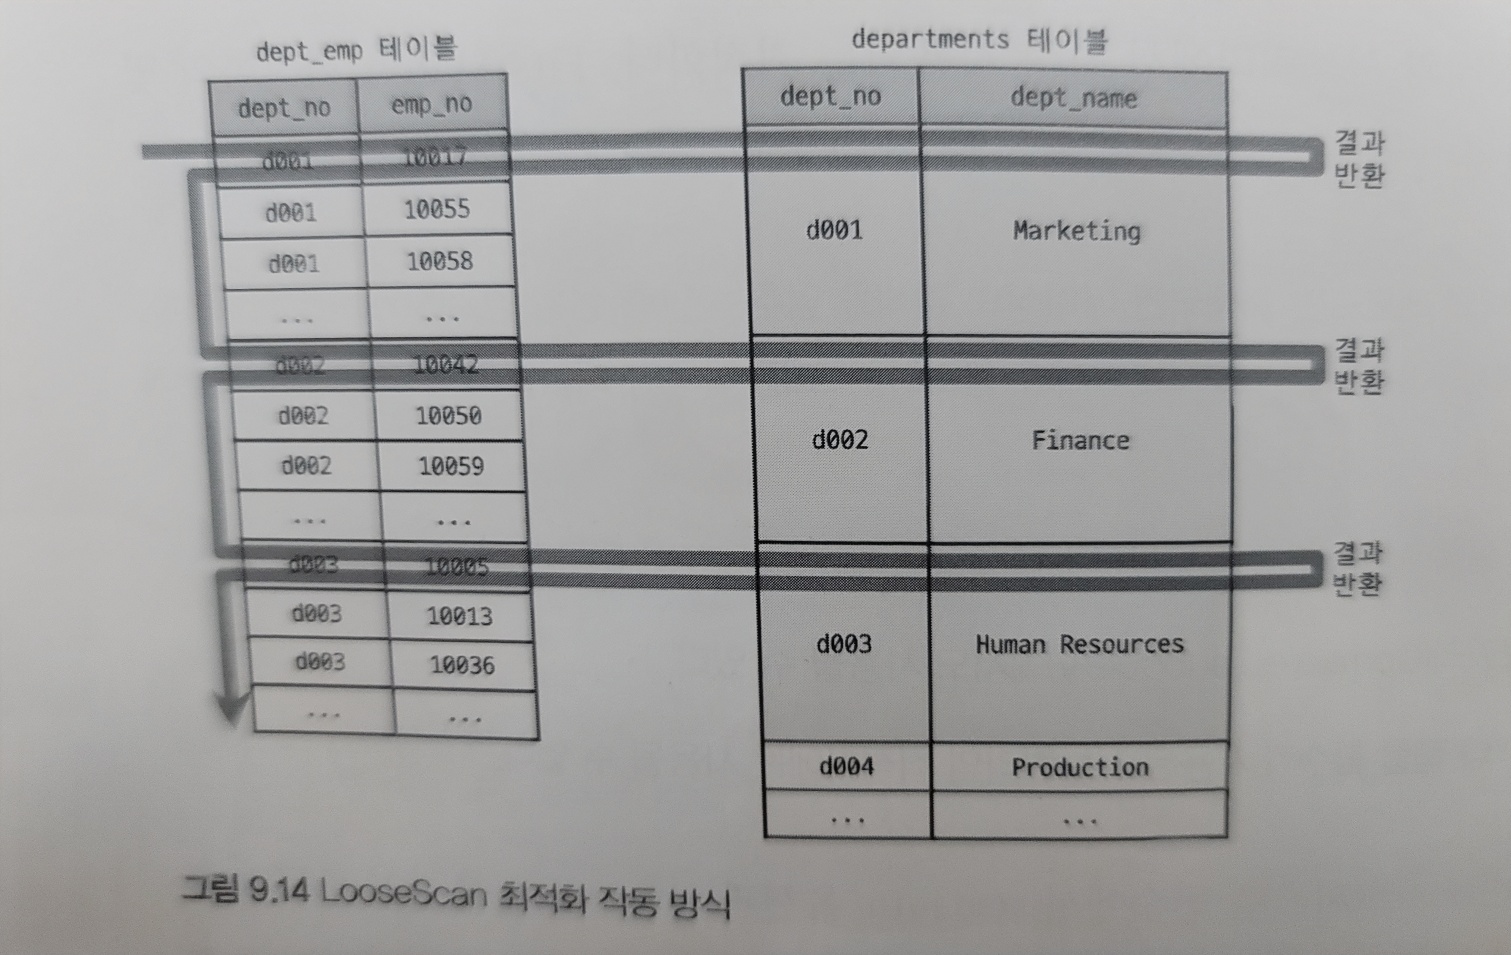 dept_emp 테이블
dept_no emp_no
d001 10017
d001 10055
d001 10058
... ...
d002 10042
d002 10050
d002 10059
... ...
d003 10005
d003 10013
d003 10036
... ...
departments 테이블
dept_no dept_name
d001 Marketing
d002 Finance
d003 Human Resources
d004 Production
... ...
결과
반환
결과
반환
결과
반환
그림 9.14 LooseScan 최적화 작동 방식